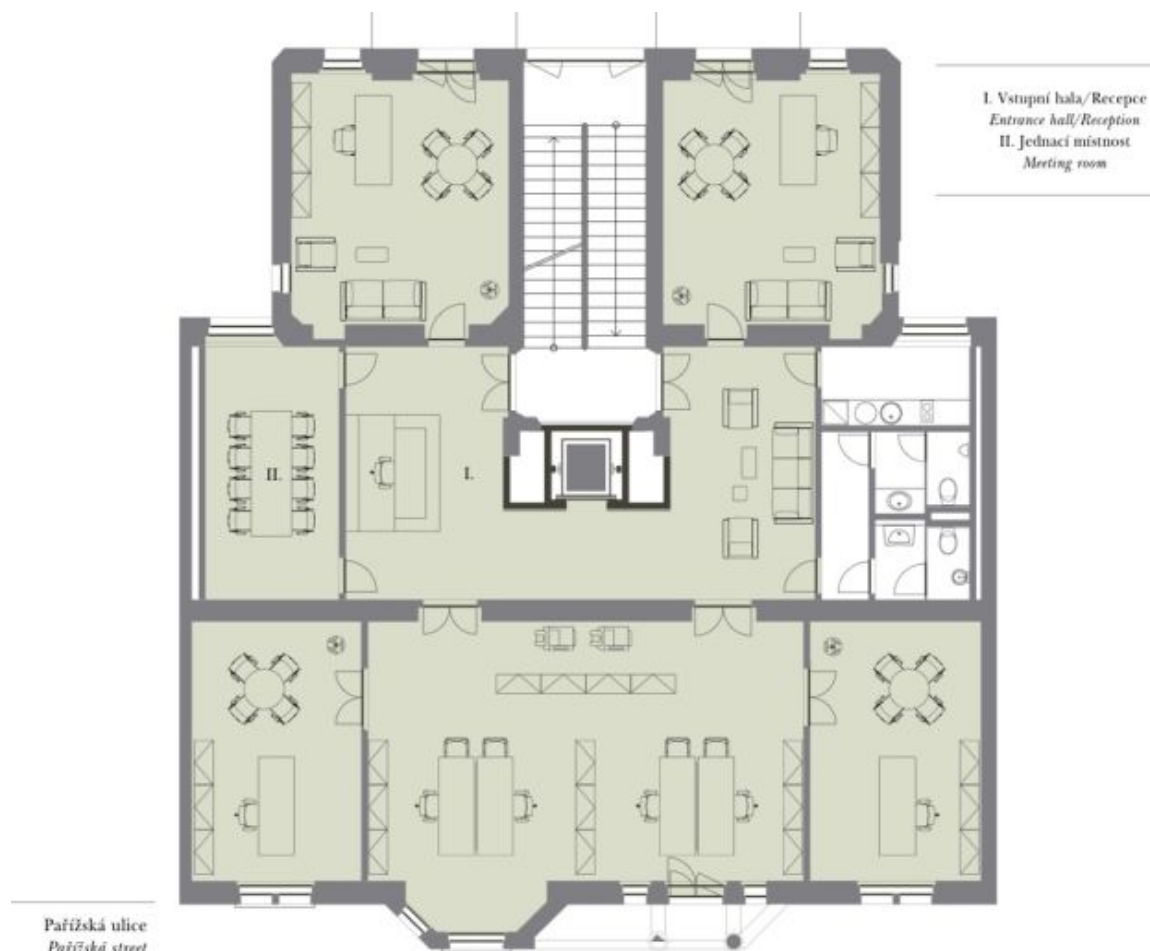 I. Vstupní hala/Recepce
Entrance hall/Reception
II. Jednací místnost
Meeting room
II.
I.
Pařížská ulice
Pařížská street